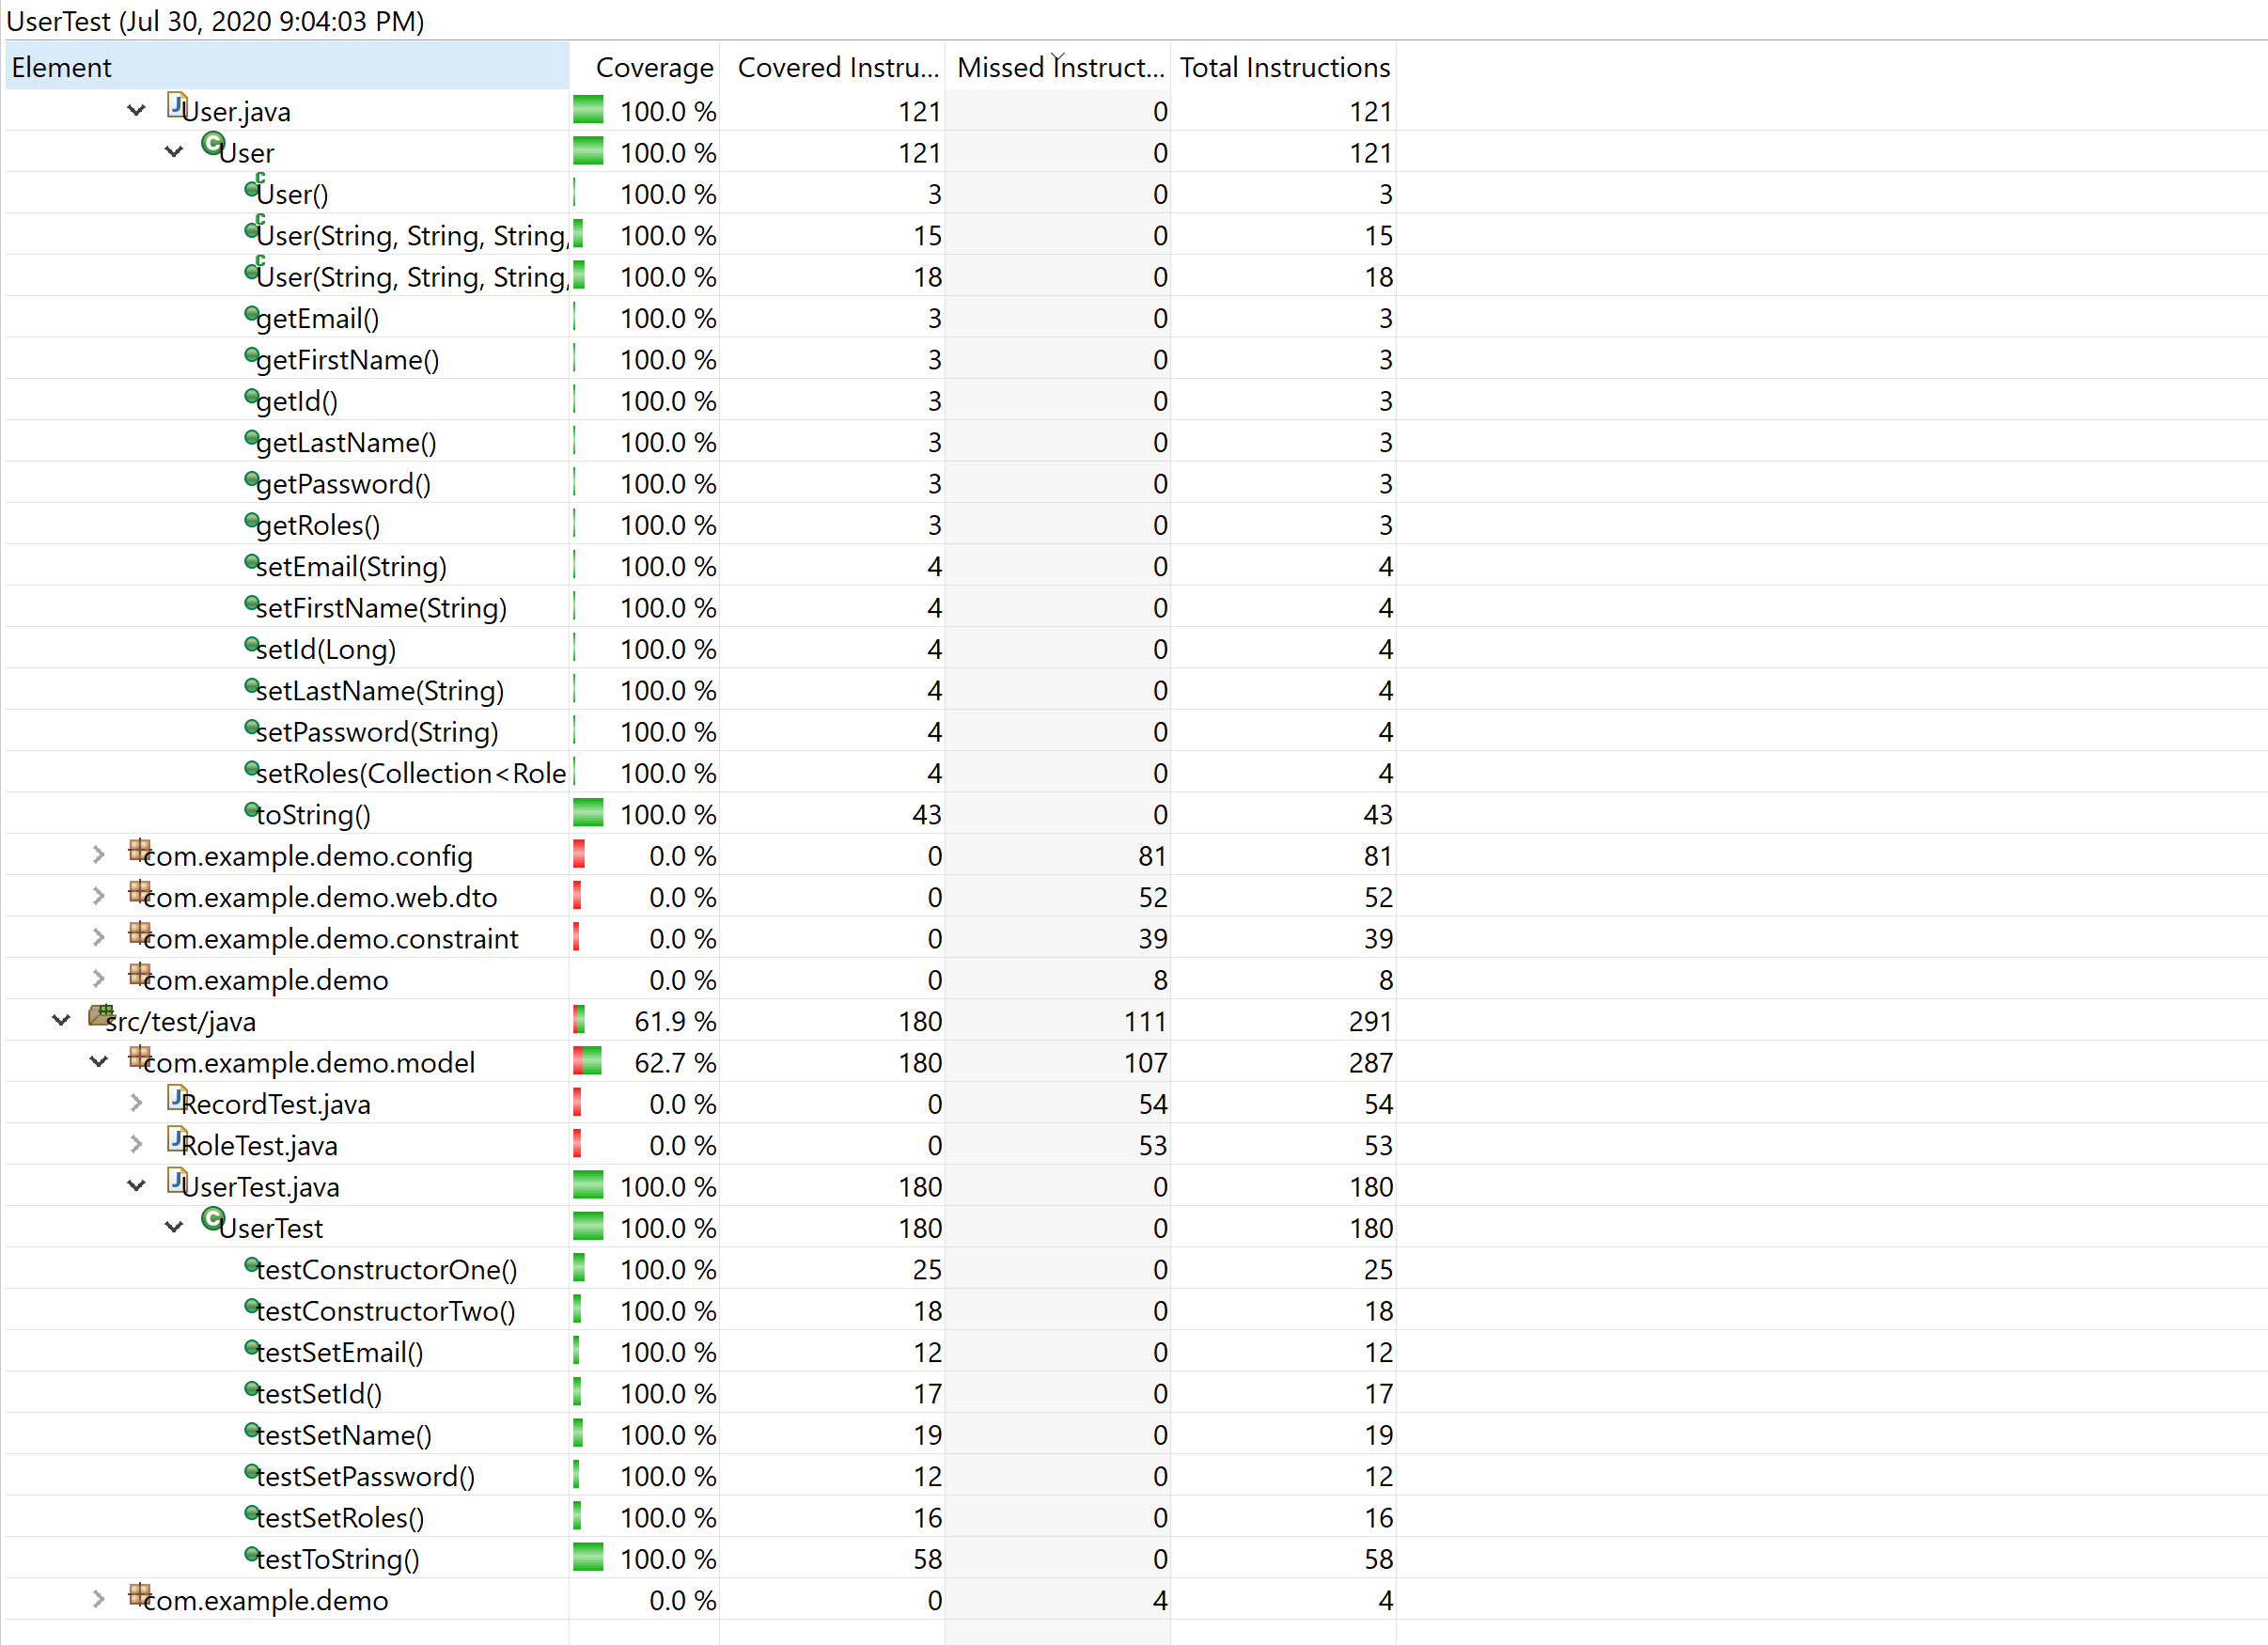 UserTest (Jul 30, 2020 9:04:03 PM)
Element Coverage Covered Instru... Missed Instruct... Total Instructions
User.java 100.0 % 121 0 121
User 100.0 % 121 0 121
User() 100.0 % 3 0 3
User(String, String, String, 100.0 % 15 0 15
User(String, String, String, 100.0 % 18 0 18
getEmail() 100.0 % 3 0 3
getFirstName() 100.0 % 3 0 3
getId() 100.0 % 3 0 3
getLastName() 100.0 % 3 0 3
getPassword() 100.0 % 3 0 3
getRoles() 100.0 % 3 0 3
setEmail(String) 100.0 % 4 0 4
setFirstName(String) 100.0 % 4 0 4
setId(Long) 100.0 % 4 0 4
setLastName(String) 100.0 % 4 0 4
setPassword(String) 100.0 % 4 0 4
setRoles(Collection<Role 100.0 % 4 0 4
toString() 100.0 % 43 0 43
com.example.demo.config 0.0 % 0 81 81
com.example.demo.web.dto 0.0 % 0 52 52
com.example.demo.constraint 0.0 % 0 39 39
com.example.demo 0.0 % 0 8 8
src/test/java 61.9 % 180 111 291
com.example.demo.model 62.7 % 180 107 287
RecordTest.java 0.0 % 0 54 54
RoleTest.java 0.0 % 0 53 53
UserTest.java 100.0 % 180 0 180
UserTest 100.0 % 180 0 180
testConstructorOne() 100.0 % 25 0 25
testConstructorTwo() 100.0 % 18 0 18
testSetEmail() 100.0 % 12 0 12
testSetId() 100.0 % 17 0 17
testSetName() 100.0 % 19 0 19
testSetPassword() 100.0 % 12 0 12
testSetRoles() 100.0 % 16 0 16
testToString() 100.0 % 58 0 58
com.example.demo 0.0 % 0 4 4